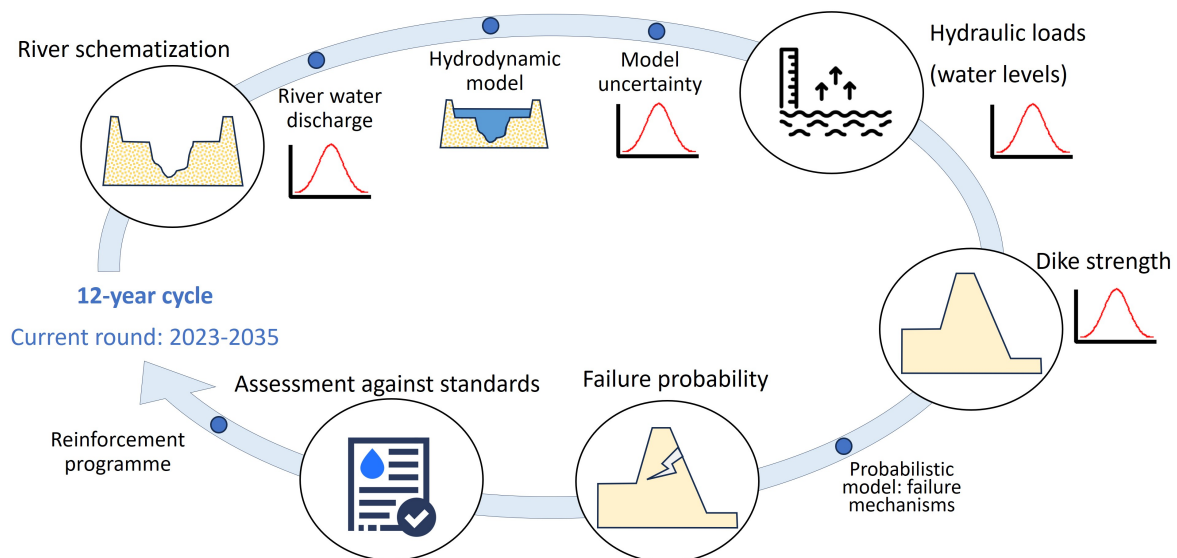 River schematization
River water
discharge
Hydrodynamic
model
Model
uncertainty
Hydraulic loads
(water levels)
Dike strength
Probabilistic
model: failure
mechanisms
Failure probability
Assessment against standards
Reinforcement
programme
12-year cycle
Current round: 2023-2035